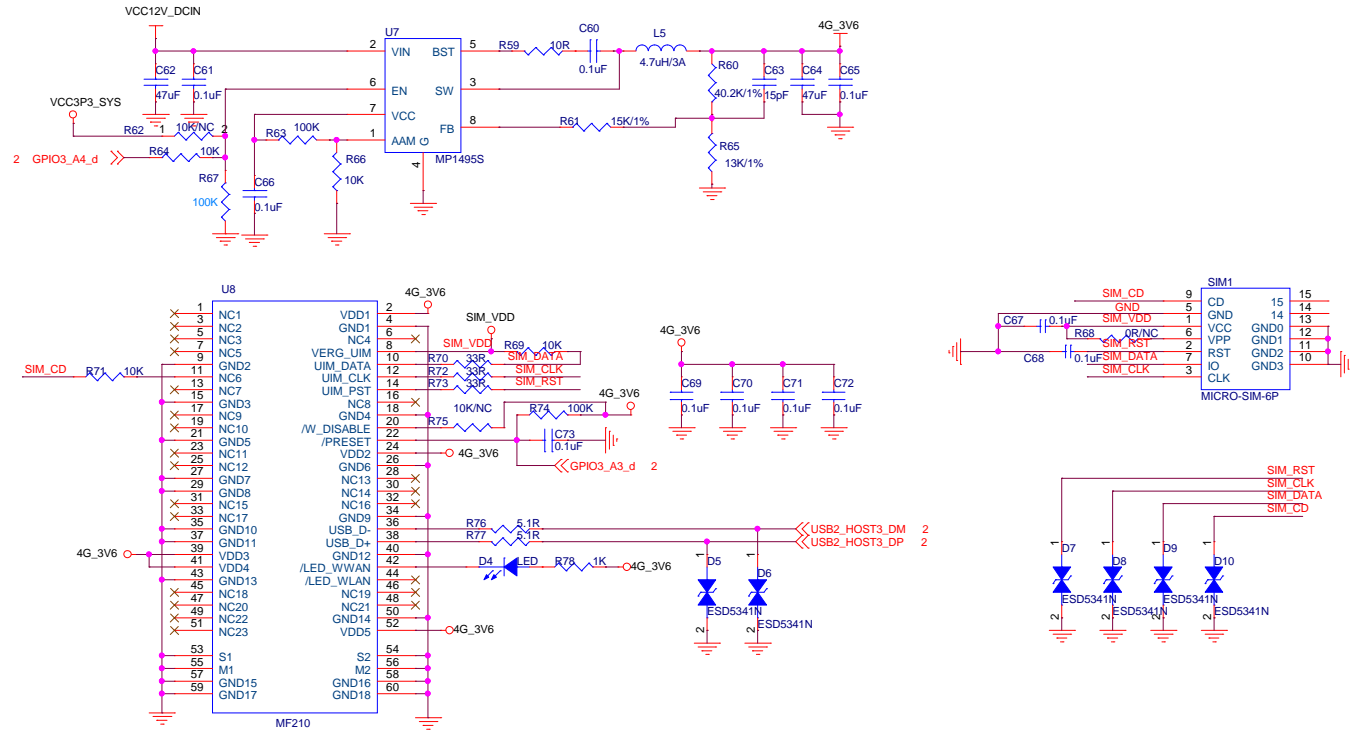 VCC12V_DCIN
U7
MP1495S
2 VIN
6 EN
7 VCC
1 AAM
4 G
BST 5
SW 3
FB 8
C62
47uF
C61
0.1uF
VCC3P3_SYS
R62
1 10K/NC 2
2 GPIO3_A4_d
R64 10K
R67
100K
C66
0.1uF
R63 100K
R66
10K
R59 10R
C60
0.1uF
L5
4.7uH/3A
R60
40.2K/1%
C63
15pF
C64
47uF
C65
0.1uF
4G_3V6
R61 15K/1%
R65
13K/1%
U8
MF210
1 NC1
3 NC2
5 NC3
7 NC5
9 GND2
11 NC6
13 NC7
15 GND3
17 NC9
19 NC10
21 GND5
23 NC11
25 NC12
27 GND7
29 GND8
31 NC15
33 NC17
35 GND10
37 GND11
39 VDD3
41 VDD4
43 GND13
45 NC18
47 NC20
49 NC22
51 NC23
53 S1
55 M1
57 GND15
59 GND17
VDD1 2
GND1 4
NC4 6
VERG_UIM 8
UIM_DATA 10
UIM_CLK 12
UIM_PST 14
NC8 16
GND4 18
/W_DISABLE 20
/PRESET 22
VDD2 24
GND6 26
NC13 28
NC14 30
NC16 32
GND9 34
USB_D- 36
USB_D+ 38
GND12 40
/LED_WWAN 42
/LED_WLAN 44
NC19 46
NC21 48
GND14 50
VDD5 52
S2 54
M2 56
GND16 58
GND18 60
SIM_CD R71 10K
4G_3V6
4G_3V6
SIM_VDD
SIM_VDD
R69 10K
R70 33R SIM_DATA
R72 33R SIM_CLK
R73 33R SIM_RST
4G_3V6
R75 10K/NC
R74 100K
C73
0.1uF
4G_3V6
GPIO3_A3_d 2
R76 5.1R
USB2_HOST3_DM 2
R77 5.1R
USB2_HOST3_DP 2
D4 LED
R78 1K
4G_3V6
4G_3V6
1 D5 2
ESD5341N
1 D6 2
ESD5341N
4G_3V6
C69
0.1uF
C70
0.1uF
C71
0.1uF
C72
0.1uF
SIM1
MICRO-SIM-6P
SIM_CD 9 CD
GND 5 GND
SIM_VDD 1 VCC
R68 0R/NC 6 VPP
SIM_RST 2 RST
SIM_DATA 7 IO
SIM_CLK 3 CLK
15 15
14 14
GND0 13
GND1 12
GND2 11
GND3 10
C67 0.1uF
C68 0.1uF
SIM_RST
SIM_CLK
SIM_DATA
SIM_CD
1 D7 2
ESD5341N
1 D8 2
ESD5341N
1 D9 2
ESD5341N
1 D10 2
ESD5341N